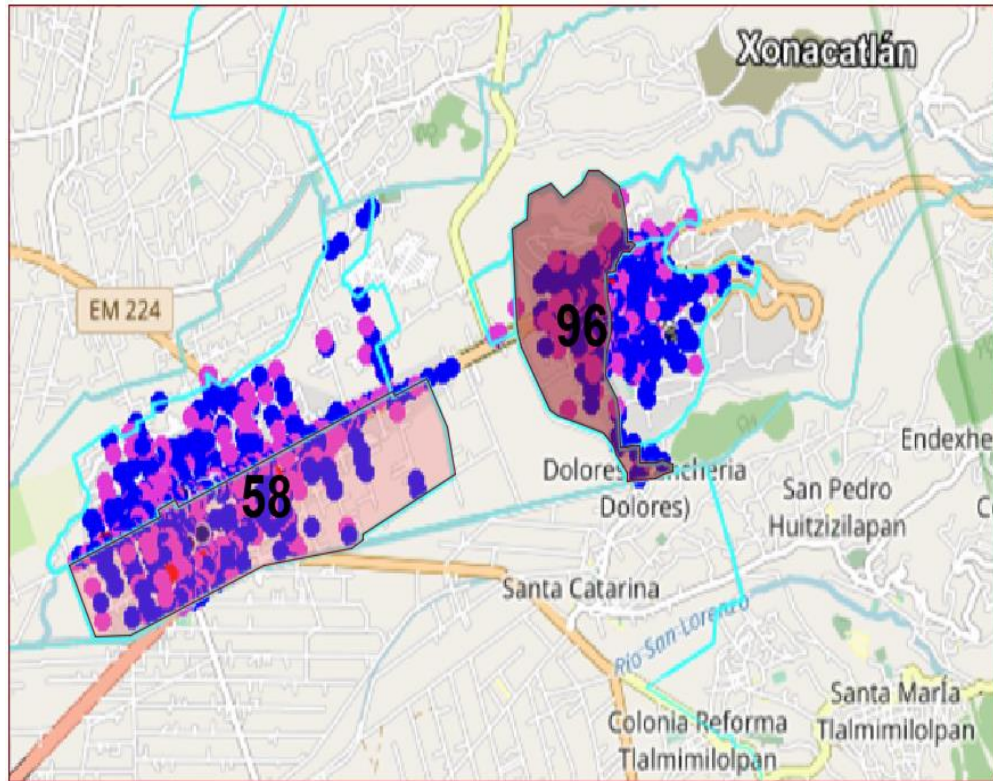 Xonacatlán
EM 224
96
58
Dolores
Dolores)
Endexhe
San Pedro
Huitzizilapan
Santa Catarina
Río San Lorenzo
Santa María
Tlalmimilolpan
Colonia Reforma
Tlalmimilolpan